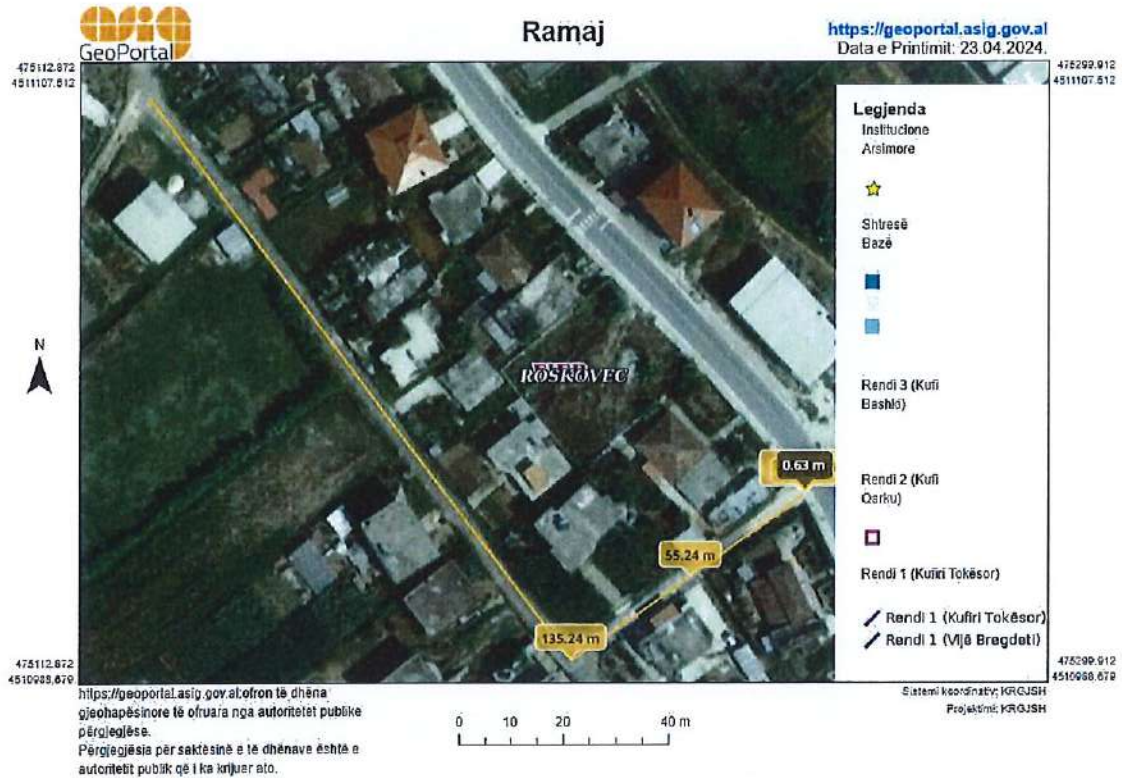 asig
GeoPortal
Ramaj
https://geoportal.asig.gov.al
Data e Printimit: 23.04.2024.
475112.872
4511107.512
475299.912
4511107.512
Legjenda
Institucione
Arsimore
Shtresë
Bazë
Rendi 3 (Kufi
Bashki)
Rendi 2 (Kufi
Qarku)
Rendi 1 (Kufiri Tokësor)
Rendi 1 (Kufiri Tokësor)
Rendi 1 (Vijë Bregdeti)
N
ROSKOVEC
0.63 m
55.24 m
135.24 m
475112.872
4510988.679
475299.912
4510988.679
https://geoportal.asig.gov.al ofron të dhëna
gjeohapësinore të ofruara nga autoritetet publike
përgjegjëse.
Përgjegjësia për saktësinë e të dhënave është e
autoritetit publik që i ka krijuar ato.
0 10 20 40 m
Sistemi koordinativ: KRGJSH
Projektimi: KRGJSH